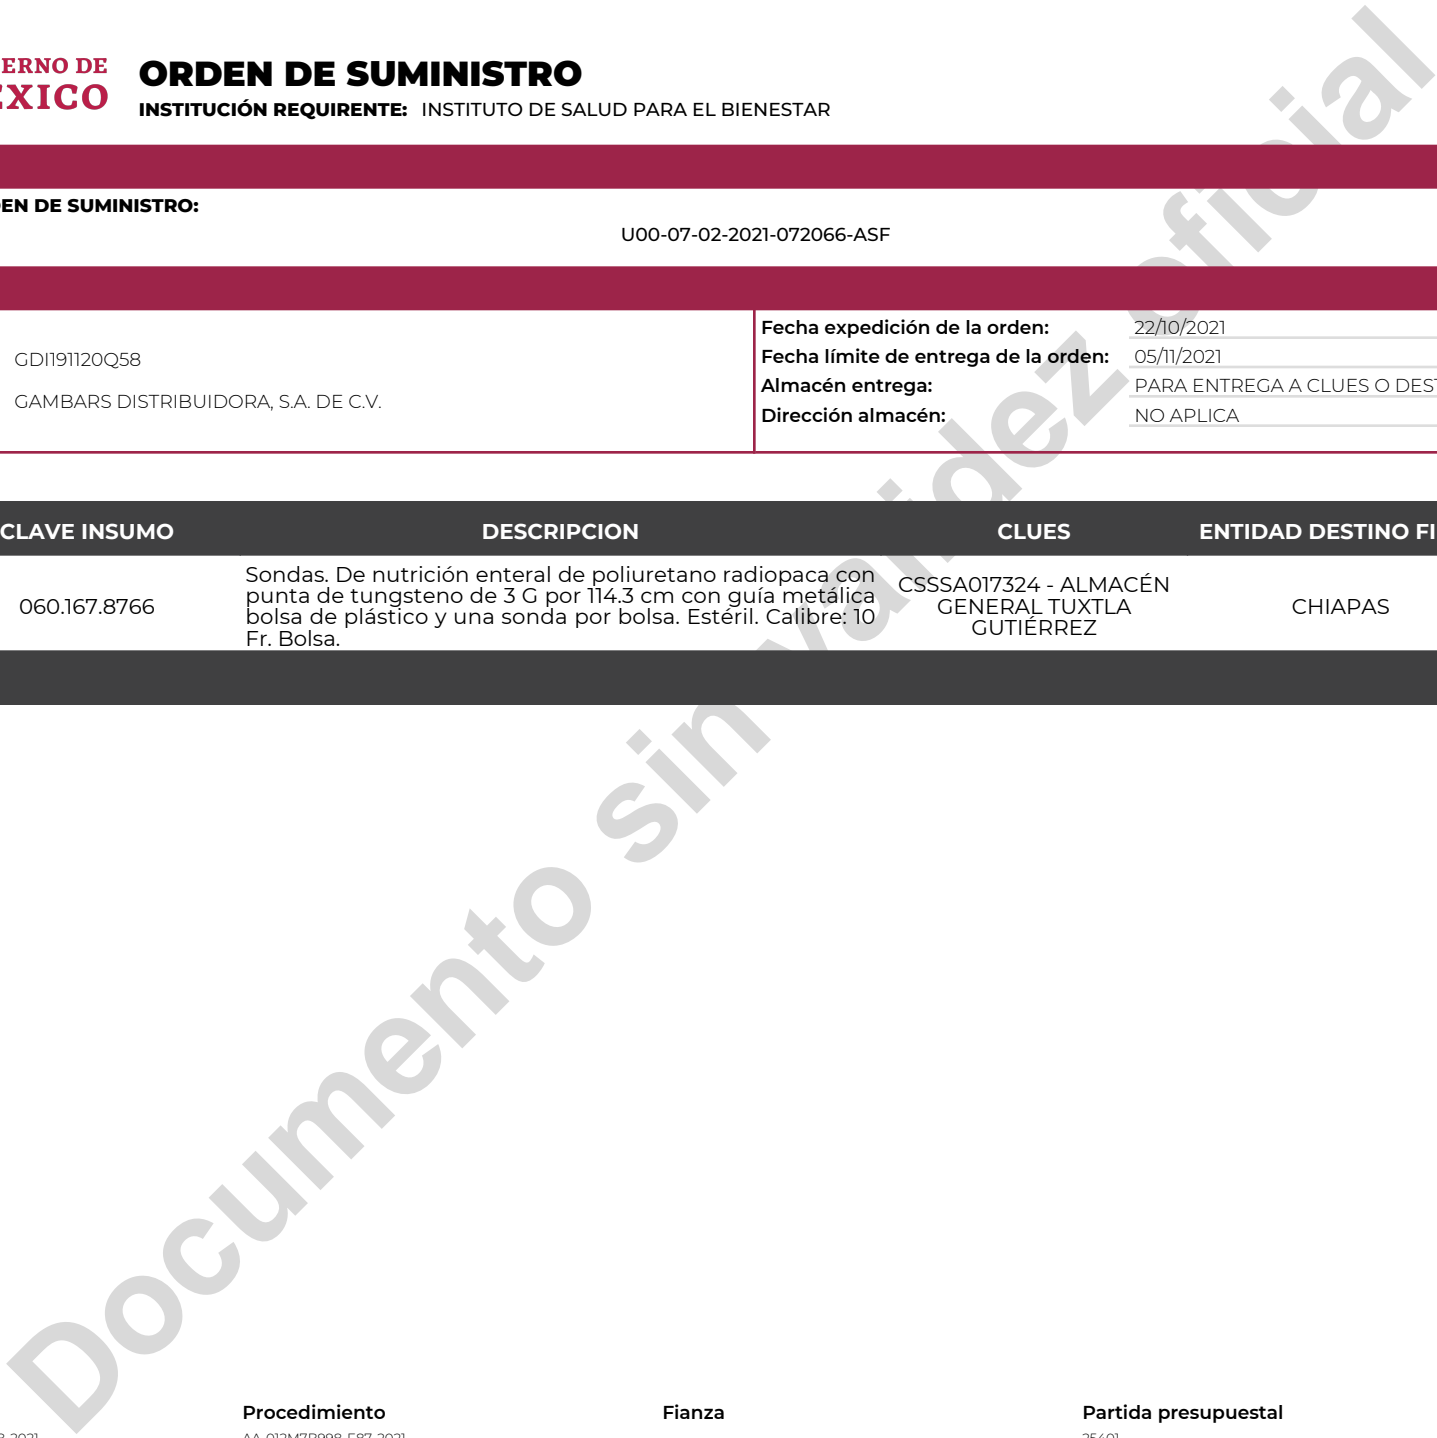 ERNO DE
ORDEN DE SUMINISTRO
INSTITUCIÓN REQUIRENTE: INSTITUTO DE SALUD PARA EL BIENESTAR
EN DE SUMINISTRO:
U00-07-02-2021-072066-ASF
GDI191120Q58
GAMBARS DISTRIBUIDORA, S.A. DE C.V.
Fecha expedición de la orden: 22/10/2021
Fecha límite de entrega de la orden: 05/11/2021
Almacén entrega: PARA ENTREGA A CLUES O DEST
Dirección almacén: NO APLICA
CLAVE INSUMO DESCRIPCION CLUES ENTIDAD DESTINO FI
060.167.8766
Sondas. De nutrición enteral de poliuretano radiopaca con
punta de tungsteno de 3 G por 114.3 cm con guía metálica
bolsa de plástico y una sonda por bolsa. Estéril. Calibre: 10
Fr. Bolsa.
CSSSA017324 - ALMACÉN
GENERAL TUXTLA
GUTIÉRREZ
CHIAPAS
Documento sin validez oficial
Procedimiento Fianza Partida presupuestal